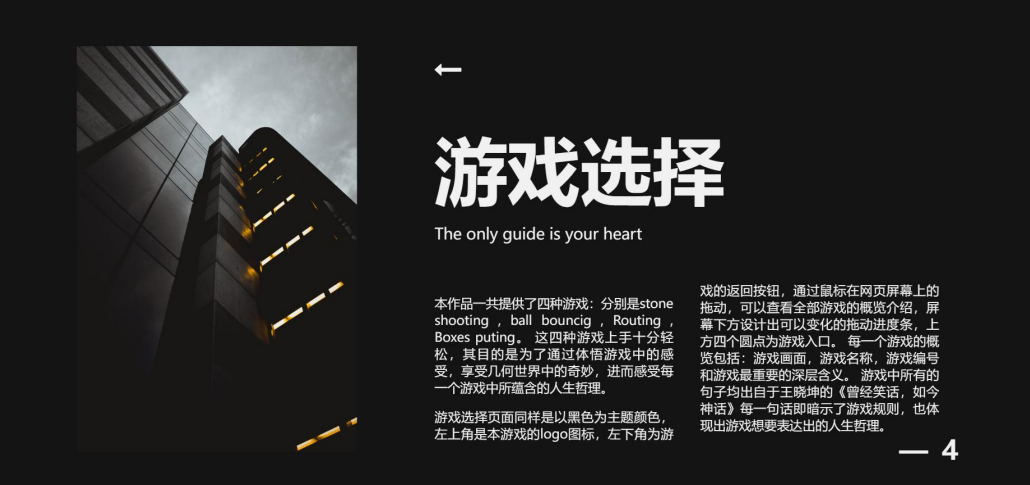 游戏选择
The only guide is your heart
本作品一共提供了四种游戏：分别是stone
shooting ，ball bouncig ，Routing ，
Boxes puting。 这四种游戏上手十分轻
松，其目的是为了通过体悟游戏中的感
受，享受几何世界中的奇妙，进而感受每
一个游戏中所蕴含的人生哲理。
游戏选择页面同样是以黑色为主题颜色，
左上角是本游戏的logo图标，左下角为游
戏的返回按钮，通过鼠标在网页屏幕上的
拖动，可以查看全部游戏的概览介绍，屏
幕下方设计出可以变化的拖动进度条，上
方四个圆点为游戏入口。 每一个游戏的概
览包括：游戏画面，游戏名称，游戏编号
和游戏最重要的深层含义。 游戏中所有的
句子均出自于王晓坤的《曾经笑话，如今
神话》每一句话即暗示了游戏规则，也体
现出游戏想要表达出的人生哲理。
— 4